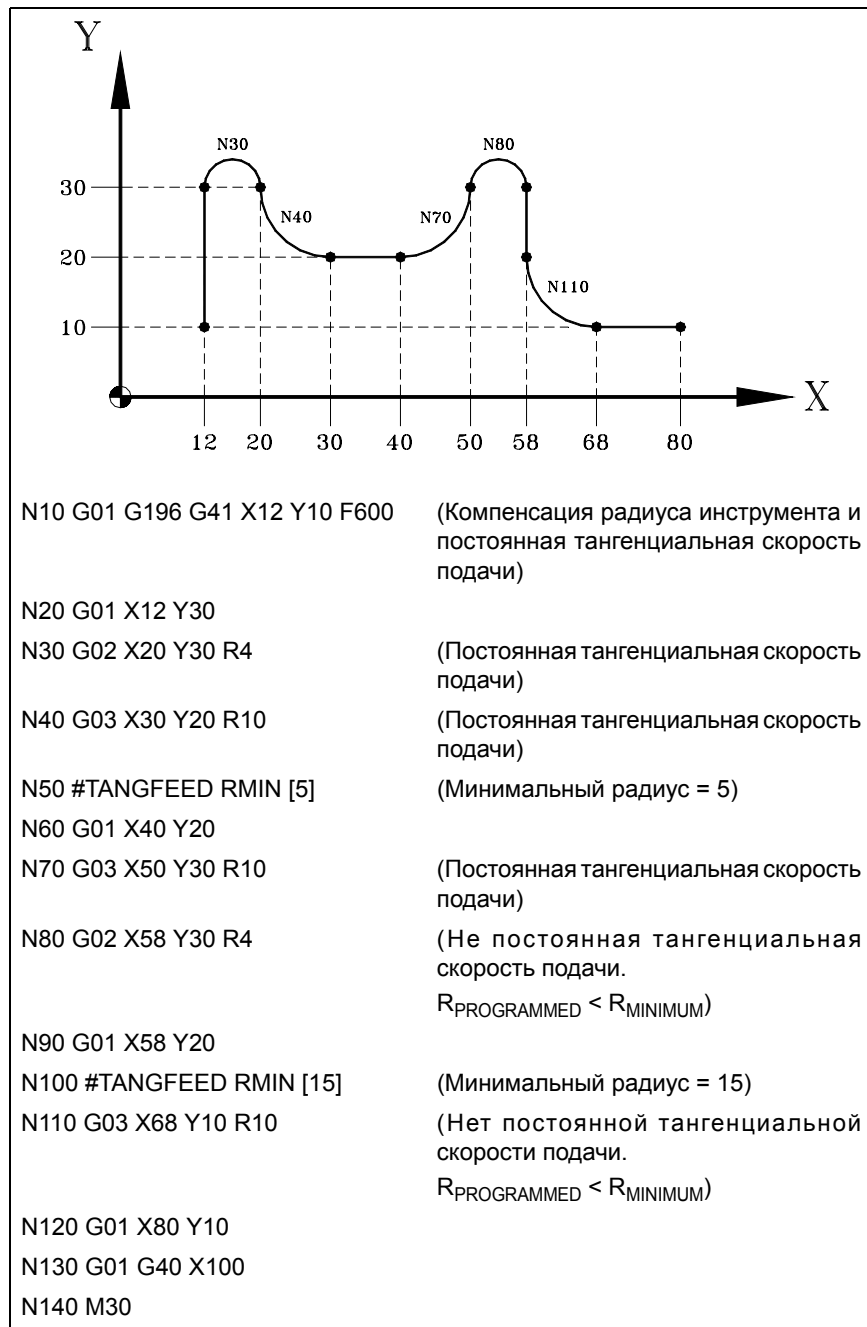 Y
N30
N80
30
N40
N70
20
N110
10
X
12 20 30 40 50 58 68 80
N10 G01 G196 G41 X12 Y10 F600 (Компенсация радиуса инструмента и
постоянная тангенциальная скорость
подачи)
N20 G01 X12 Y30
N30 G02 X20 Y30 R4 (Постоянная тангенциальная скорость
подачи)
N40 G03 X30 Y20 R10 (Постоянная тангенциальная скорость
подачи)
N50 #TANGFEED RMIN [5] (Минимальный радиус = 5)
N60 G01 X40 Y20
N70 G03 X50 Y30 R10 (Постоянная тангенциальная скорость
подачи)
N80 G02 X58 Y30 R4 (Не постоянная тангенциальная
скорость подачи.
RPROGRAMMED < RMINIMUM)
N90 G01 X58 Y20
N100 #TANGFEED RMIN [15] (Минимальный радиус = 15)
N110 G03 X68 Y10 R10 (Нет постоянной тангенциальной
скорости подачи.
RPROGRAMMED < RMINIMUM)
N120 G01 X80 Y10
N130 G01 G40 X100
N140 M30